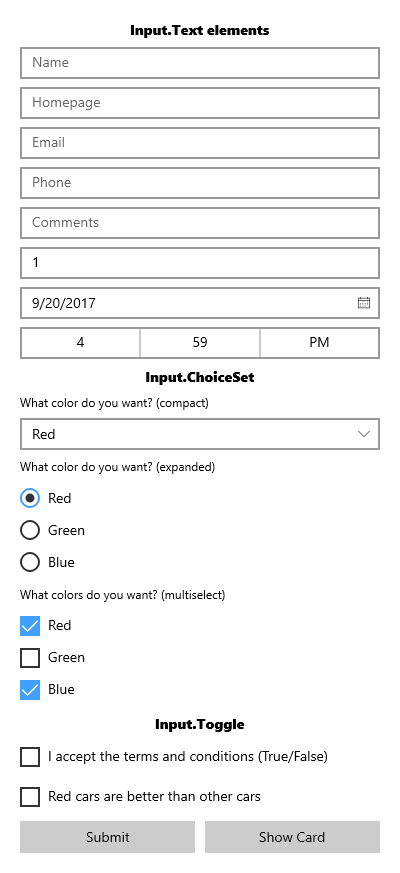 Input.Text elements
Name
Homepage
Email
Phone
Comments
1
9/20/2017
4 59 PM
Input.ChoiceSet
What color do you want? (compact)
Red
What color do you want? (expanded)
Red
Green
Blue
What colors do you want? (multiselect)
Red
Green
Blue
Input.Toggle
I accept the terms and conditions (True/False)
Red cars are better than other cars
Submit Show Card